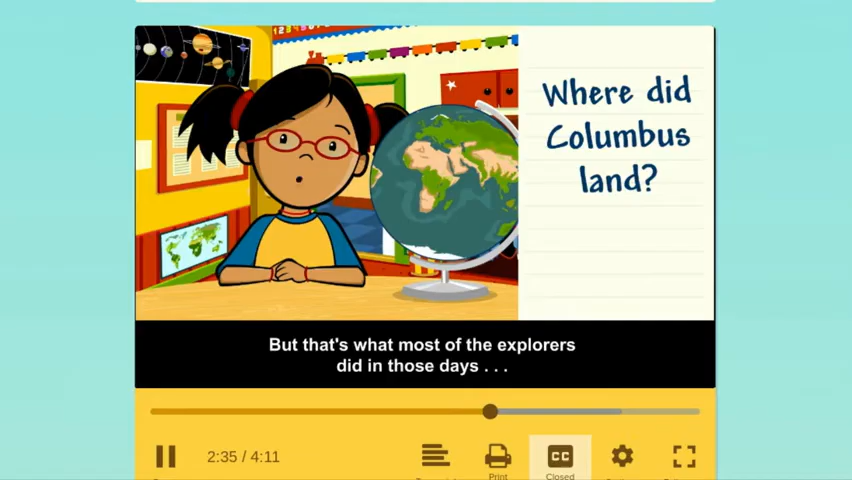 Where did
Columbus
land?
But that's what most of the explorers
did in those days . . .
2:35 / 4:11
Print
CC
Closed